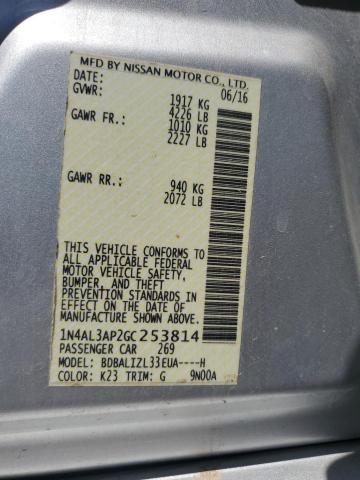 MFD BY NISSAN MOTOR CO., LTD.
DATE: 06/16
GVWR: 1917 KG
4226 LB
GAWR FR.: 1010 KG
2227 LB
GAWR RR.: 940 KG
2072 LB
THIS VEHICLE CONFORMS TO
ALL APPLICABLE FEDERAL
MOTOR VEHICLE SAFETY,
BUMPER, AND THEFT
PREVENTION STANDARDS
IN EFFECT ON THE DATE OF
MANUFACTURE SHOWN ABOVE.
1N4AL3AP2GC253814
PASSENGER CAR 269
MODEL: BDBALIZL33EUA----H
COLOR: K23 TRIM: G 9N00A